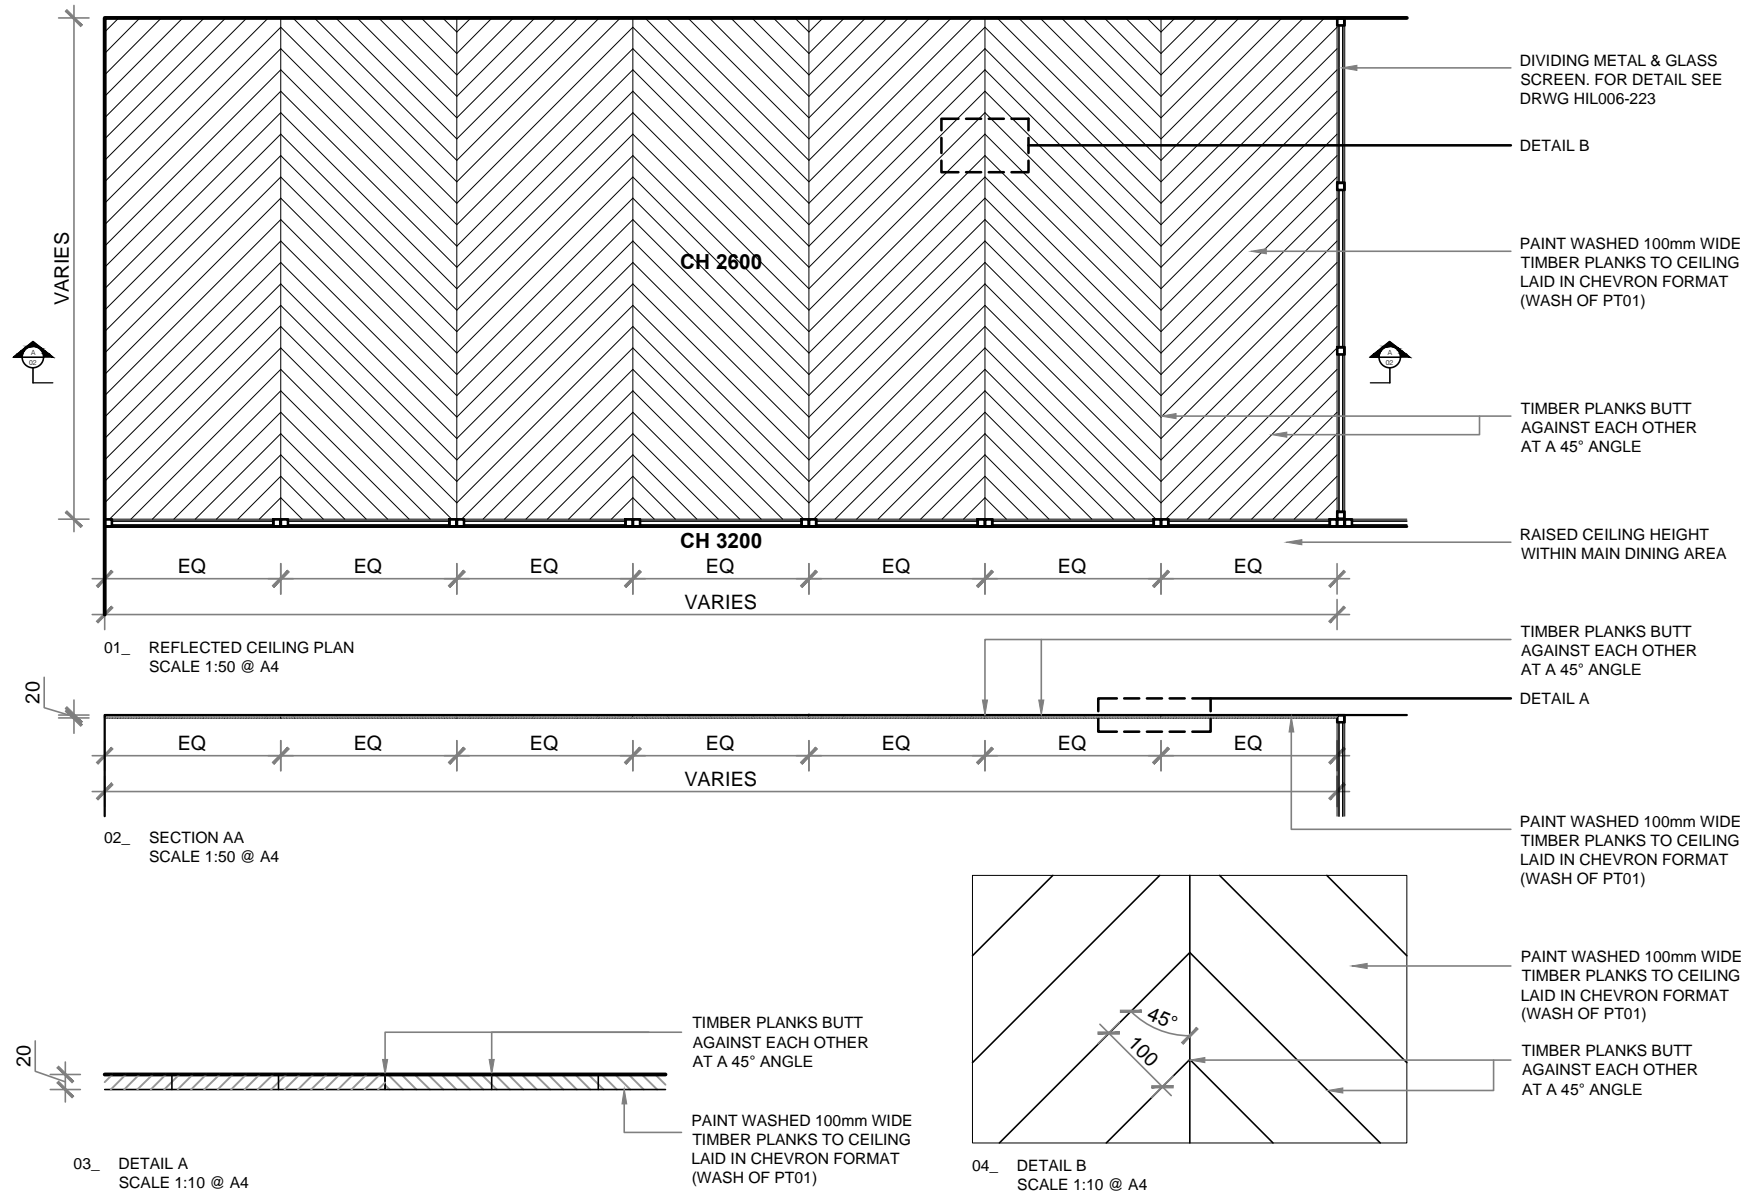 DIVIDING METAL & GLASS
SCREEN. FOR DETAIL SEE
DRWG HIL006-223
DETAIL B
VARIES
CH 2600
PAINT WASHED 100mm WIDE
TIMBER PLANKS TO CEILING
LAID IN CHEVRON FORMAT
(WASH OF PT01)
A
02
A
02
TIMBER PLANKS BUTT
AGAINST EACH OTHER
AT A 45° ANGLE
CH 3200
RAISED CEILING HEIGHT
WITHIN MAIN DINING AREA
EQ EQ EQ EQ EQ EQ EQ
VARIES
01_ REFLECTED CEILING PLAN
SCALE 1:50 @ A4
TIMBER PLANKS BUTT
AGAINST EACH OTHER
AT A 45° ANGLE
DETAIL A
20
EQ EQ EQ EQ EQ EQ EQ
VARIES
02_ SECTION AA
SCALE 1:50 @ A4
PAINT WASHED 100mm WIDE
TIMBER PLANKS TO CEILING
LAID IN CHEVRON FORMAT
(WASH OF PT01)
20
TIMBER PLANKS BUTT
AGAINST EACH OTHER
AT A 45° ANGLE
PAINT WASHED 100mm WIDE
TIMBER PLANKS TO CEILING
LAID IN CHEVRON FORMAT
(WASH OF PT01)
03_ DETAIL A
SCALE 1:10 @ A4
45°
100
PAINT WASHED 100mm WIDE
TIMBER PLANKS TO CEILING
LAID IN CHEVRON FORMAT
(WASH OF PT01)
TIMBER PLANKS BUTT
AGAINST EACH OTHER
AT A 45° ANGLE
04_ DETAIL B
SCALE 1:10 @ A4